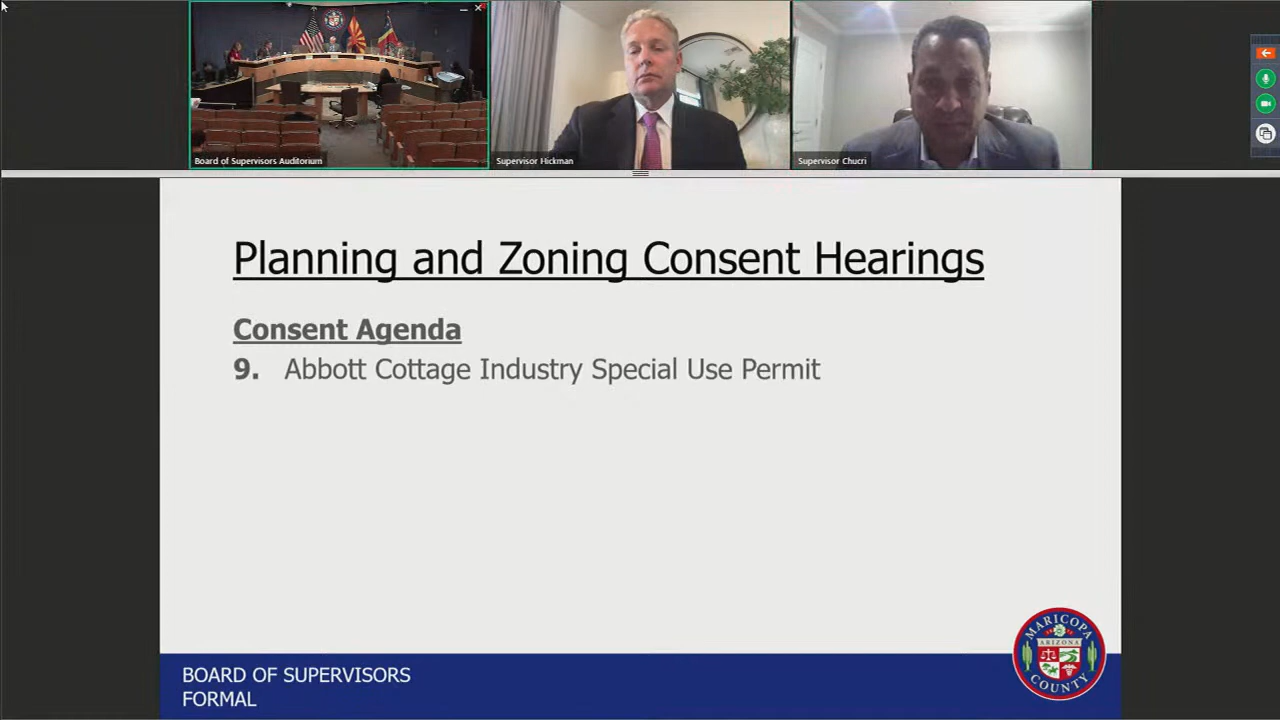 Board of Supervisors Auditorium
Supervisor Hickman
Supervisor Chucri
Planning and Zoning Consent Hearings
Consent Agenda
9. Abbott Cottage Industry Special Use Permit
BOARD OF SUPERVISORS
FORMAL
MARICOPA
ARIZONA
COUNTY